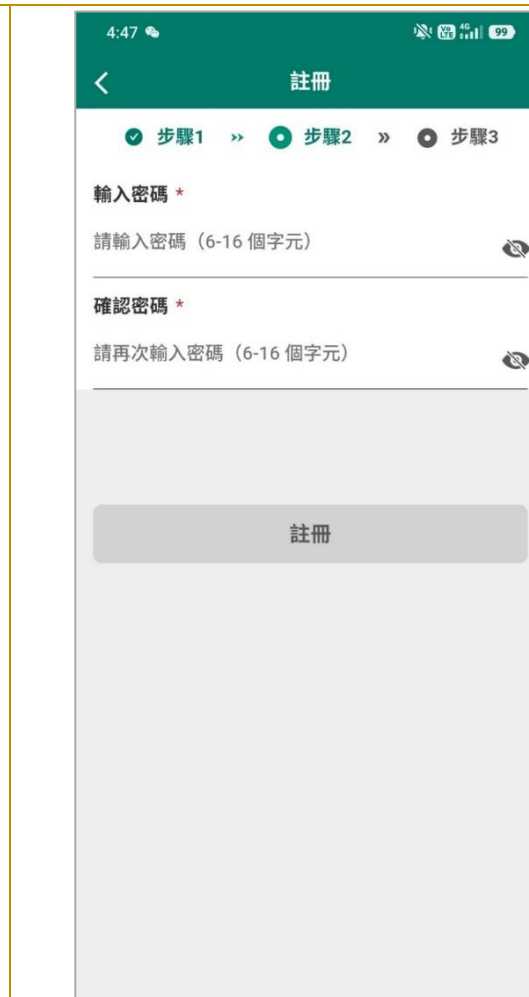 4:47 4G 99
註冊
步驟1 >> 步驟2 >> 步驟3
輸入密碼 *
請輸入密碼（6-16 個字元）
確認密碼 *
請再次輸入密碼（6-16 個字元）
註冊